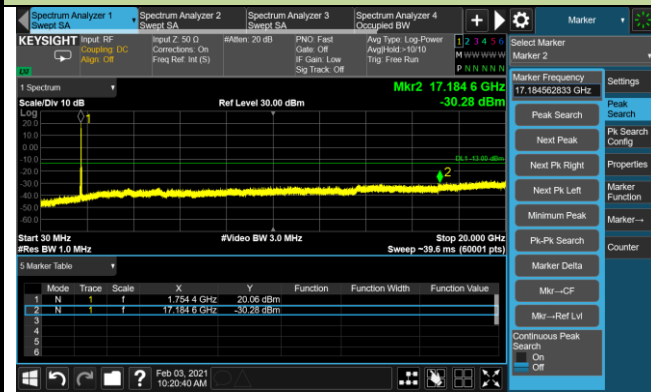 Spectrum Analyzer 1
Swept SA
Spectrum Analyzer 2
Swept SA
Spectrum Analyzer 3
Swept SA
Spectrum Analyzer 4
Occupied BW
Marker
KEYSIGHT
Input: RF
Coupling: DC
Align: Off
Input Z: 50 Ω
Corrections: On
Freq Ref: Int (S)
#Atten: 20 dB
PNO: Fast
Gate: Off
IF Gain: Low
Sig Track: Off
Avg Type: Log-Power
Avg|Hold:>10/10
Trig: Free Run
1 2 3 4 5 6
M W W W W W
P N N N N N
Select Marker
Marker 2
1 Spectrum
Mkr2 17.184 6 GHz
-30.28 dBm
Scale/Div 10 dB
Ref Level 30.00 dBm
Log
20.0
10.0
0.00
-10.0
-20.0
-30.0
-40.0
-50.0
-60.0
1
DL1 -13.00 dBm
2
Start 30 MHz
#Video BW 3.0 MHz
Stop 20.000 GHz
#Res BW 1.0 MHz
Sweep ~39.6 ms (60001 pts)
5 Marker Table
Mode Trace Scale X Y Function Function Width Function Value
1 N 1 f 1.754 4 GHz 20.06 dBm
2 N 1 f 17.184 6 GHz -30.28 dBm
3
4
5
6
Marker Frequency
17.184562833 GHz
Peak Search
Next Peak
Next Pk Right
Next Pk Left
Minimum Peak
Pk-Pk Search
Marker Delta
Mkr→CF
Mkr→Ref Lvl
Continuous Peak
Search
On
Off
Settings
Peak
Search
Pk Search
Config
Properties
Marker
Function
Marker→
Counter
?
Feb 03, 2021
10:20:40 AM